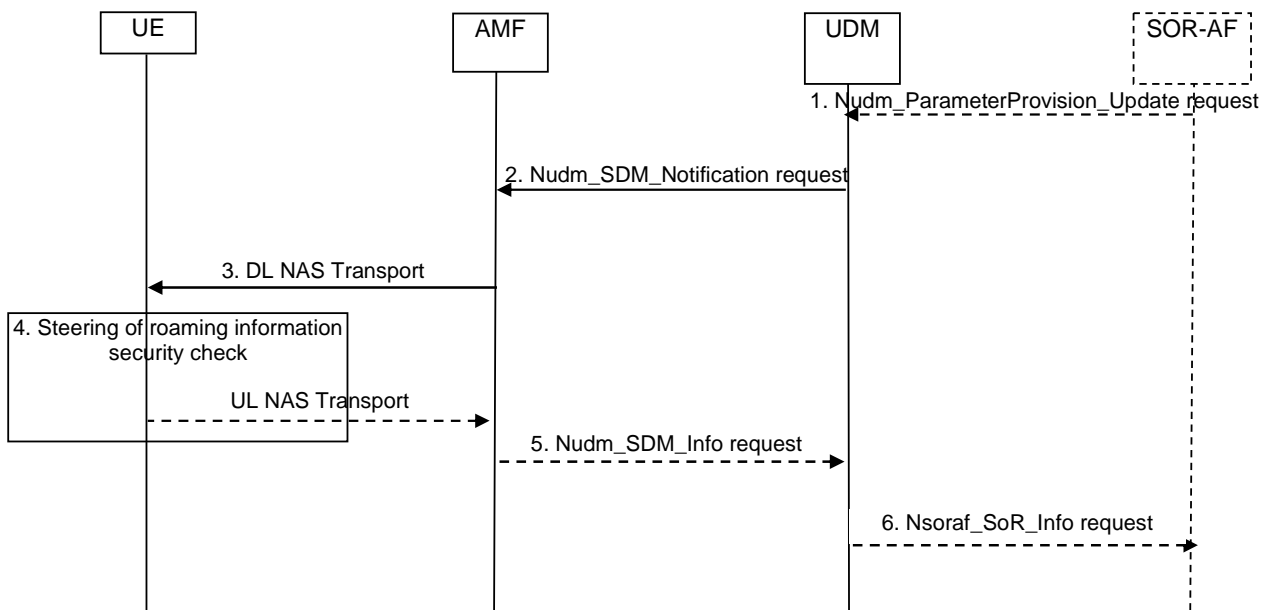 UE
AMF
UDM
SOR-AF
1. Nudm_ParameterProvision_Update request
2. Nudm_SDM_Notification request
3. DL NAS Transport
4. Steering of roaming information
security check
UL NAS Transport
5. Nudm_SDM_Info request
6. Nsoraf_SoR_Info request